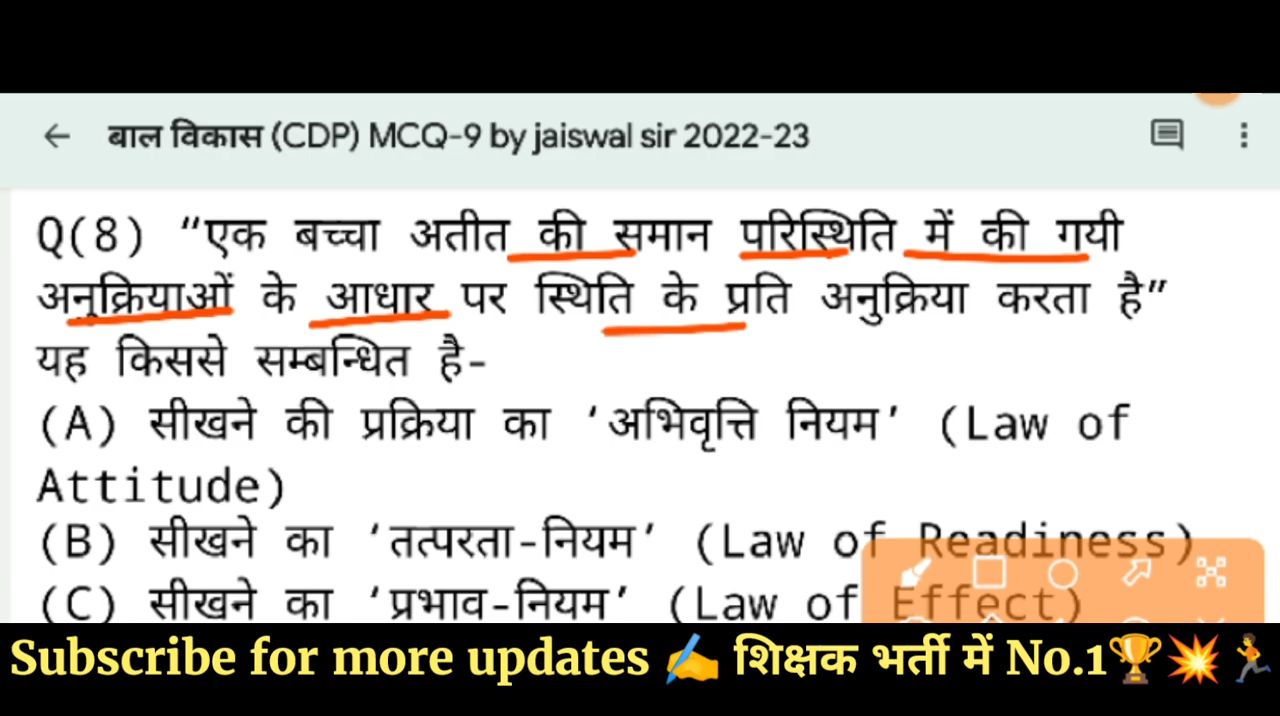 बाल विकास (CDP) MCQ-9 by jaiswal sir 2022-23
Q(8) “एक बच्चा अतीत की समान परिस्थिति में की गयी
अनुक्रियाओं के आधार पर स्थिति के प्रति अनुक्रिया करता है”
यह किससे सम्बन्धित है-
(A) सीखने की प्रक्रिया का ‘अभिवृत्ति नियम’ (Law of
Attitude)
(B) सीखने का ‘तत्परता-नियम’ (Law of Readiness)
(C) सीखने का ‘प्रभाव-नियम’ (Law of Effect)
Subscribe for more updates ✍️ शिक्षक भर्ती में No.1🏆💥🏃